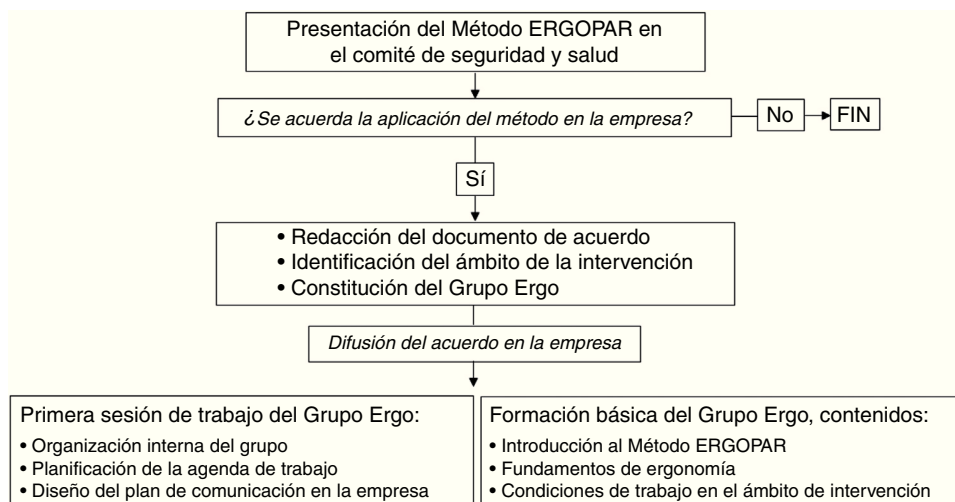 Presentación del Método ERGOPAR en
el comité de seguridad y salud
¿Se acuerda la aplicación del método en la empresa?
No
FIN
Sí
• Redacción del documento de acuerdo
• Identificación del ámbito de la intervención
• Constitución del Grupo Ergo
Difusión del acuerdo en la empresa
Primera sesión de trabajo del Grupo Ergo:
• Organización interna del grupo
• Planificación de la agenda de trabajo
• Diseño del plan de comunicación en la empresa
Formación básica del Grupo Ergo, contenidos:
• Introducción al Método ERGOPAR
• Fundamentos de ergonomía
• Condiciones de trabajo en el ámbito de intervención